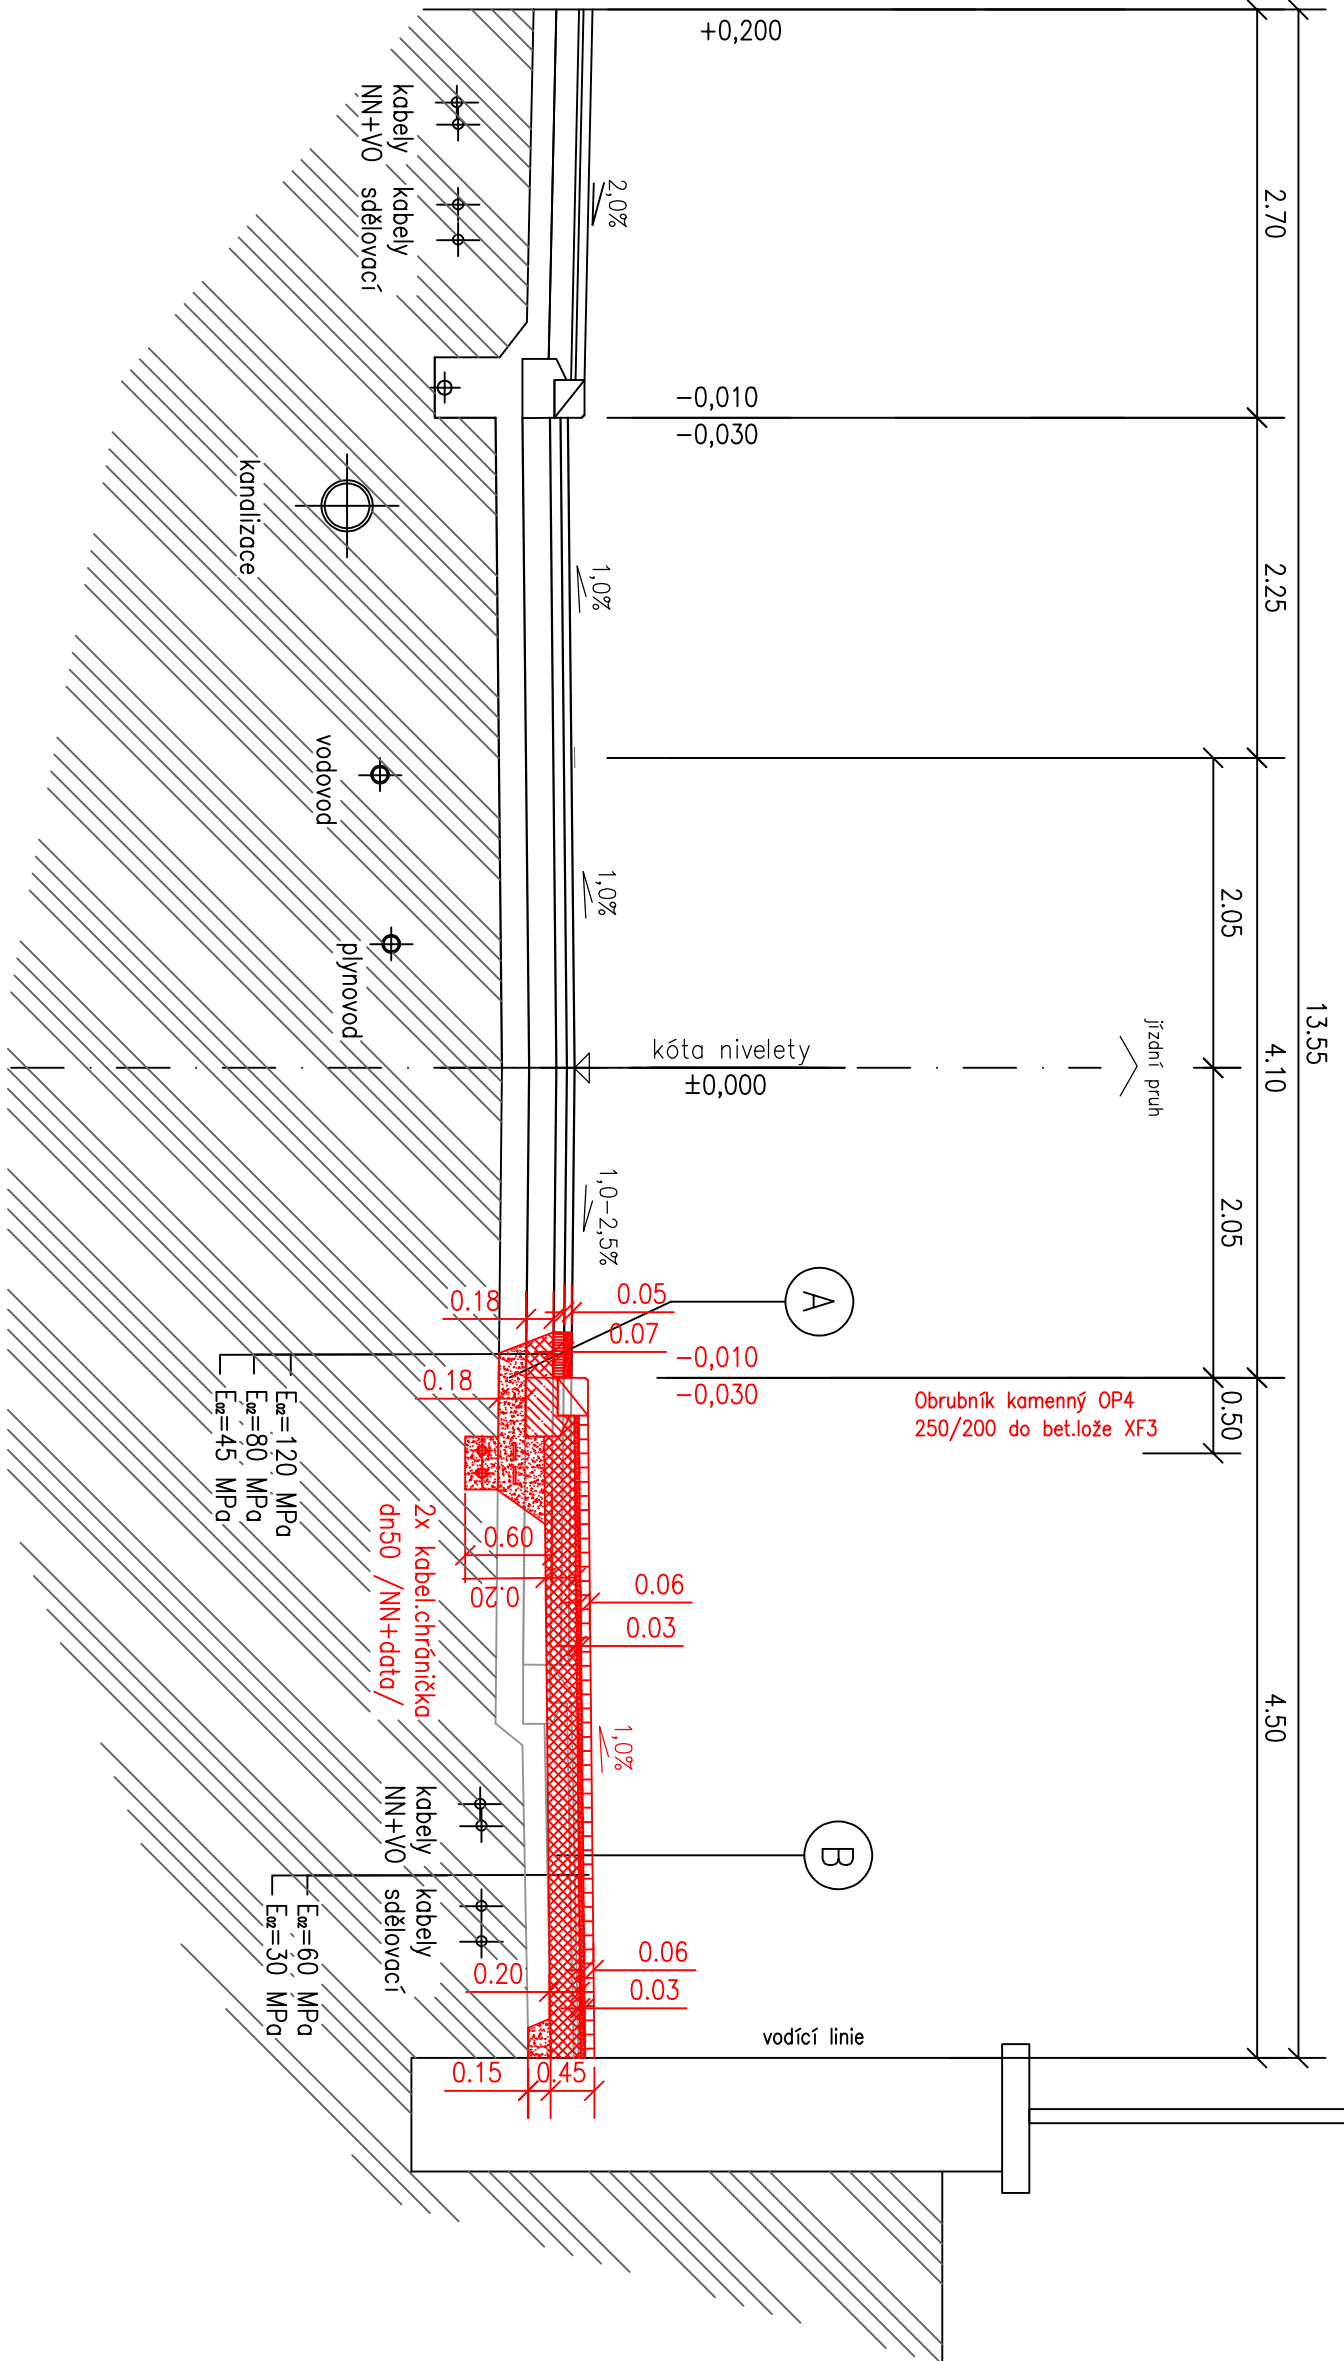 +0,200
kabely
NN+VO
kabely
sdělovací
2,0%
2.70
-0,010
-0,030
kanalizace
1,0%
2.25
vodovod
plynovod
1,0%
2.05
kóta nivelety
±0,000
jízdní pruh
4.10
13.55
1,0-2,5%
2.05
A
0.18
0.05
0.07
-0,010
-0,030
0.18
0.50
Obrubník kamenný OP4
250/200 do bet.lože XF3
E02=120 MPa
E02=80 MPa
E02=45 MPa
2x kabel.chránička
dn50 /NN+data/
0.60
0.20
0.06
0.03
1,0%
4.50
kabely
NN+VO
kabely
sdělovací
B
E02=60 MPa
E02=30 MPa
0.20
0.06
0.03
vodící linie
0.15
0.45